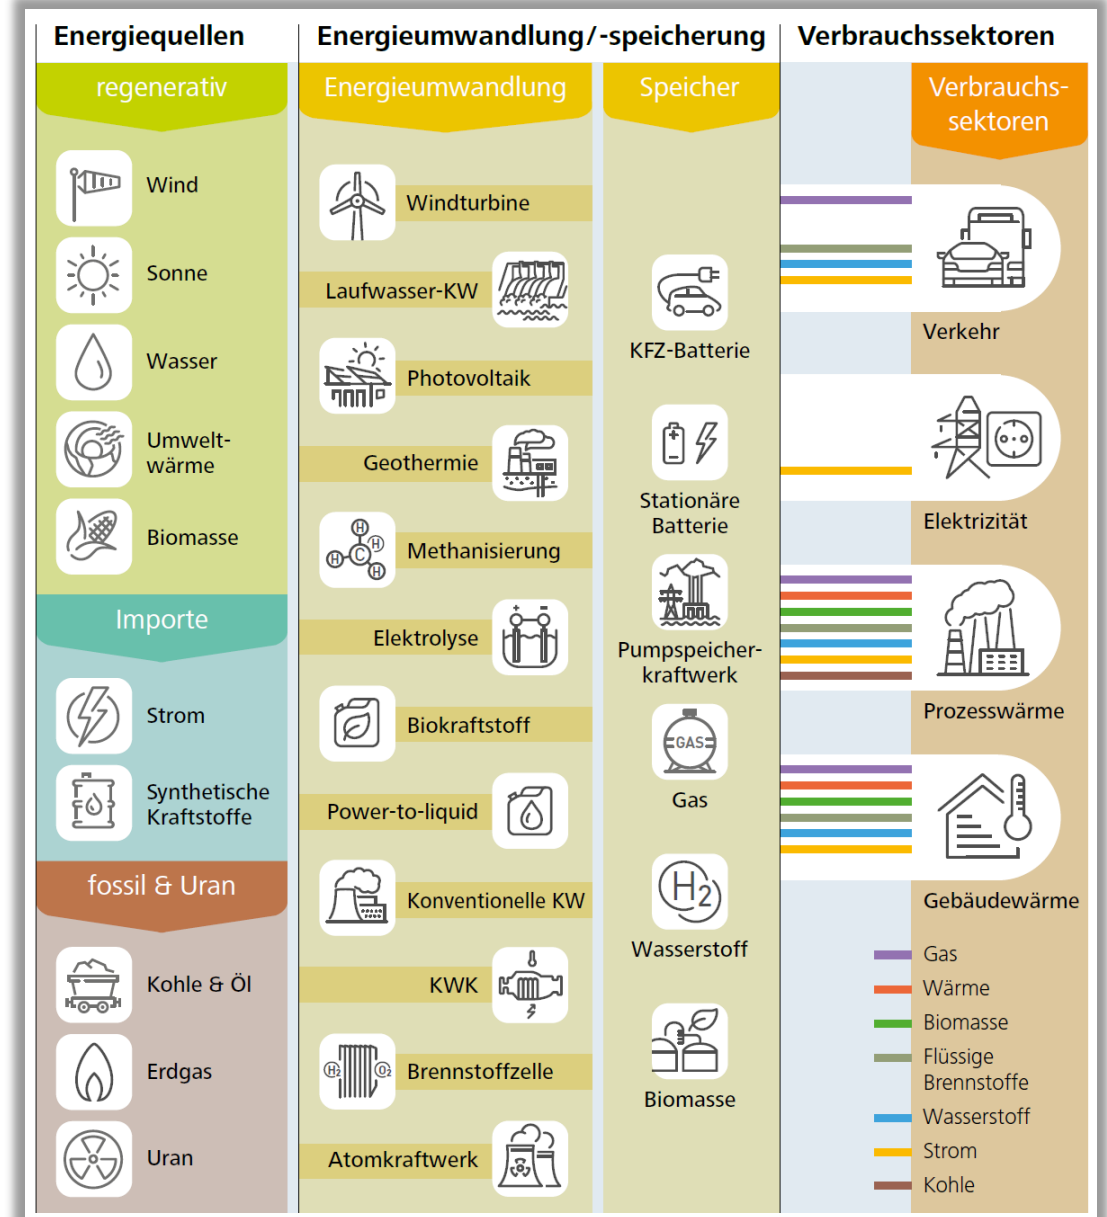 Energiequellen
Energieumwandlung/-speicherung
Verbrauchssektoren
regenerativ
Wind
Sonne
Wasser
Umwelt-
wärme
Biomasse
Importe
Strom
Synthetische
Kraftstoffe
fossil & Uran
Kohle & Öl
Erdgas
Uran
Energieumwandlung
Windturbine
Laufwasser-KW
Photovoltaik
Geothermie
H
H
H
C
H
Methanisierung
Elektrolyse
+ −
Biokraftstoff
Power-to-liquid
Konventionelle KW
KWK
H2
O2
Brennstoffzelle
Atomkraftwerk
Speicher
KFZ-Batterie
+
-
Stationäre
Batterie
Pumpspeicher-
kraftwerk
GAS
Gas
H2
Wasserstoff
Biomasse
Verbrauchs-
sektoren
Verkehr
Elektrizität
Prozesswärme
Gebäudewärme
Gas
Wärme
Biomasse
Flüssige
Brennstoffe
Wasserstoff
Strom
Kohle